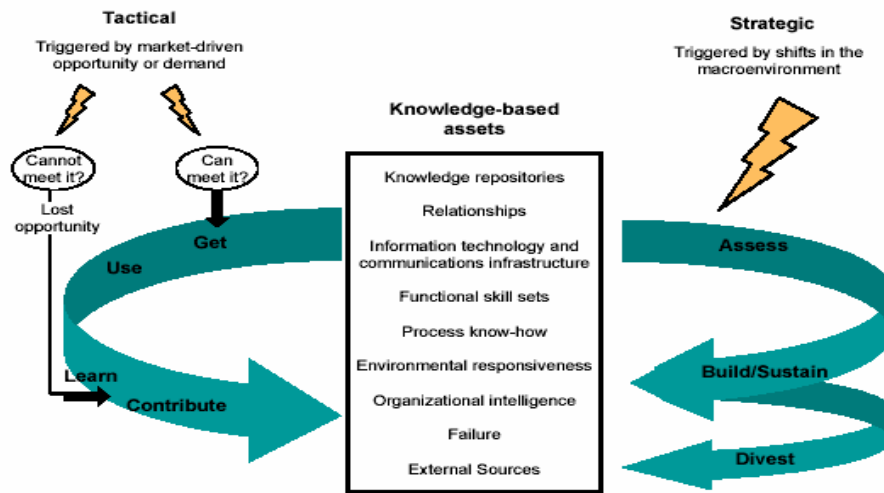 Tactical
Triggered by market-driven
opportunity or demand
Cannot
meet it?
Can
meet it?
Lost
opportunity
Get
Use
Learn
Contribute
Knowledge-based
assets
Knowledge repositories
Relationships
Information technology and
communications infrastructure
Functional skill sets
Process know-how
Environmental responsiveness
Organizational intelligence
Failure
External Sources
Strategic
Triggered by shifts in the
macroenvironment
Assess
Build/Sustain
Divest